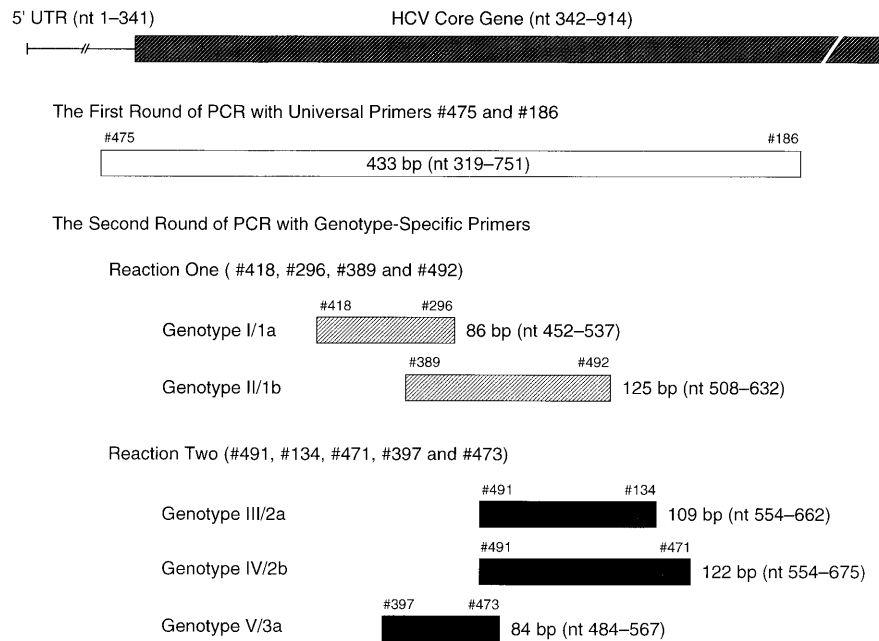 5' UTR (nt 1–341) HCV Core Gene (nt 342–914)
The First Round of PCR with Universal Primers #475 and #186
#475 #186
433 bp (nt 319–751)
The Second Round of PCR with Genotype-Specific Primers
Reaction One ( #418, #296, #389 and #492)
#418 #296
Genotype I/1a 86 bp (nt 452–537)
#389 #492
Genotype II/1b 125 bp (nt 508–632)
Reaction Two (#491, #134, #471, #397 and #473)
#491 #134
Genotype III/2a 109 bp (nt 554–662)
#491 #471
Genotype IV/2b 122 bp (nt 554–675)
#397 #473
Genotype V/3a 84 bp (nt 484–567)